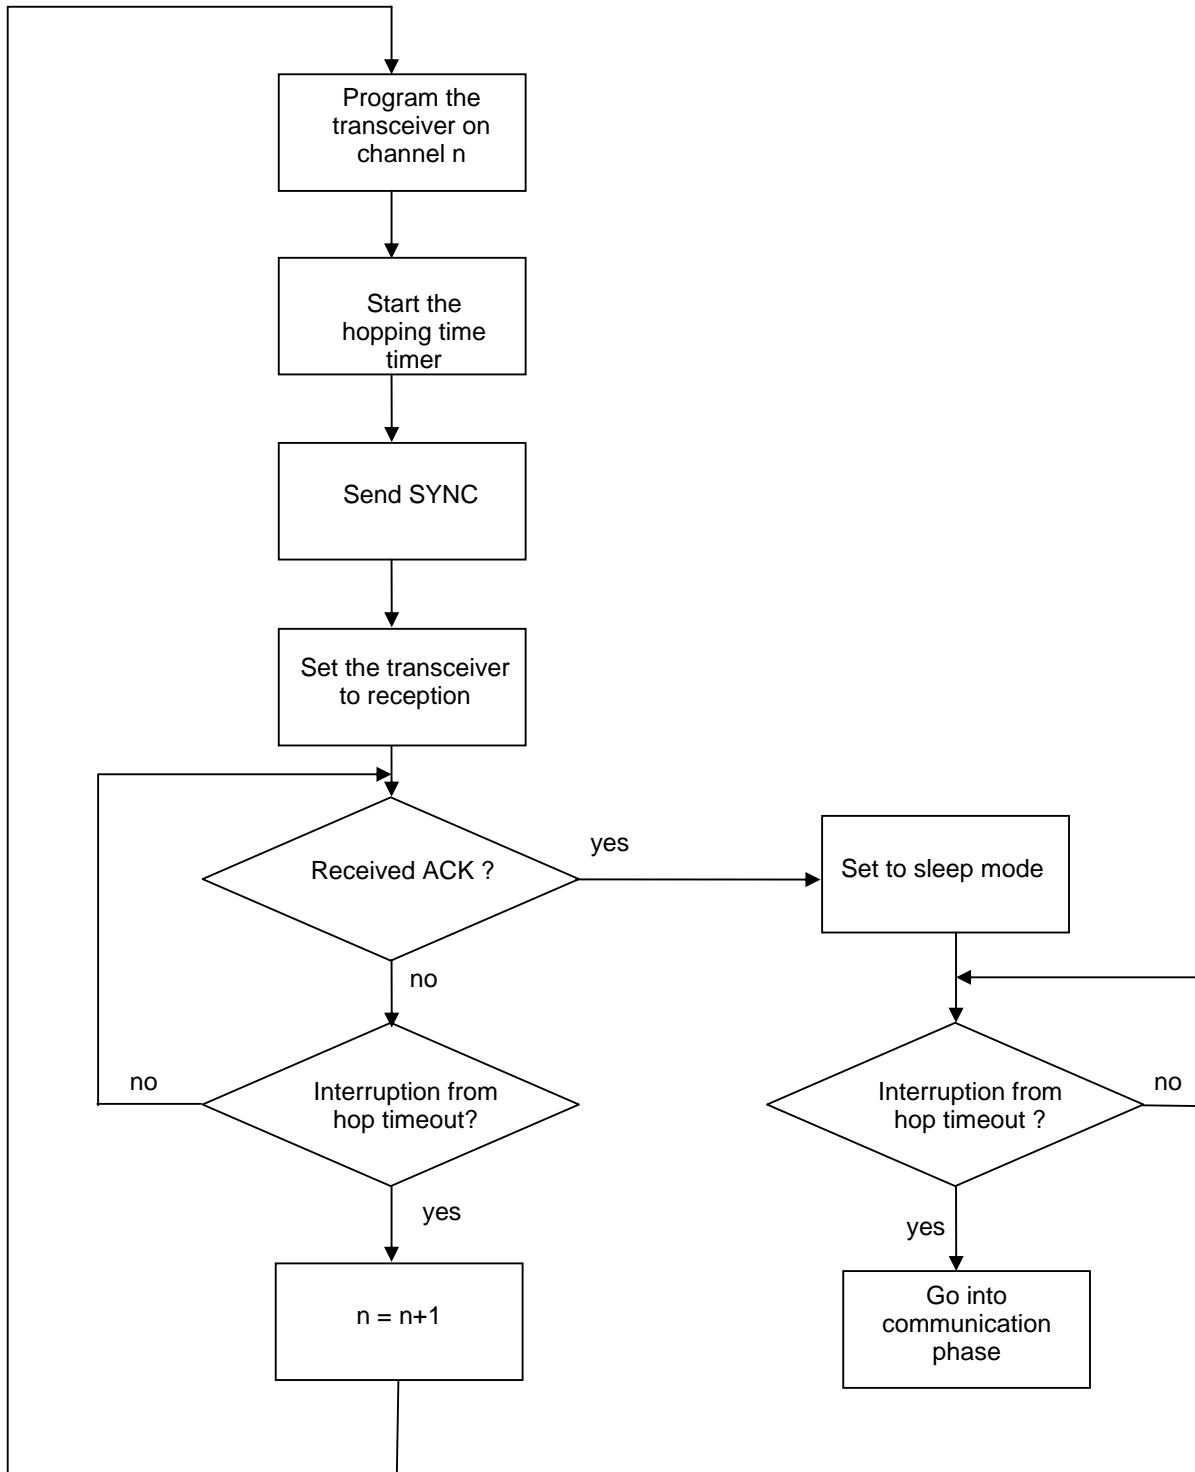 Program the
transceiver on
channel n
Start the
hopping time
timer
Send SYNC
Set the transceiver
to reception
Received ACK ?
yes
Set to sleep mode
no
Interruption from
hop timeout?
no
yes
n = n+1
Interruption from
hop timeout ?
no
yes
Go into
communication
phase